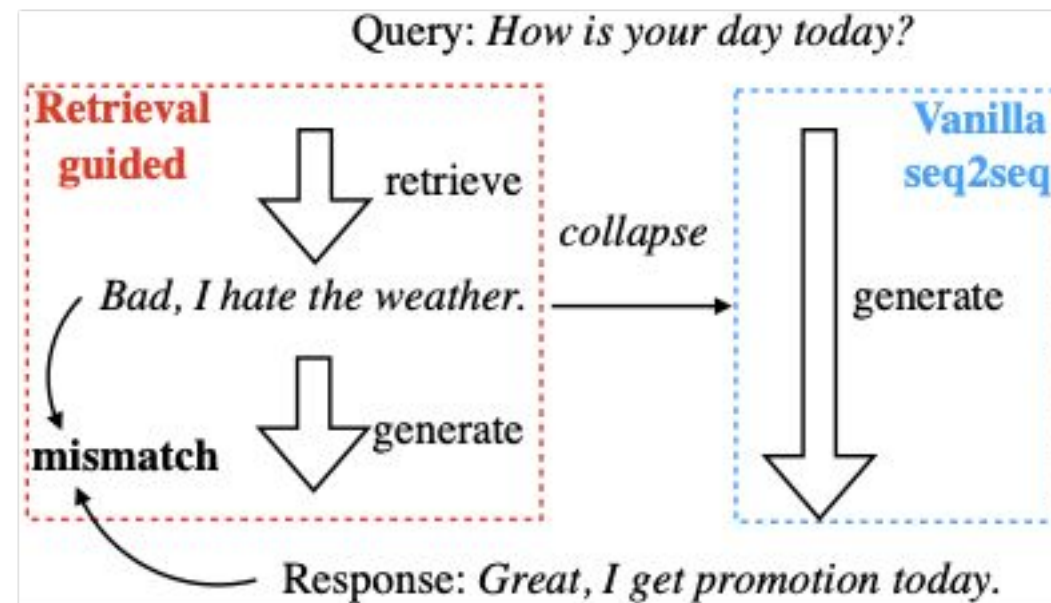 Query: How is your day today?
Retrieval
guided
retrieve
Bad, I hate the weather.
generate
mismatch
collapse
Vanilla
seq2seq
generate
Response: Great, I get promotion today.